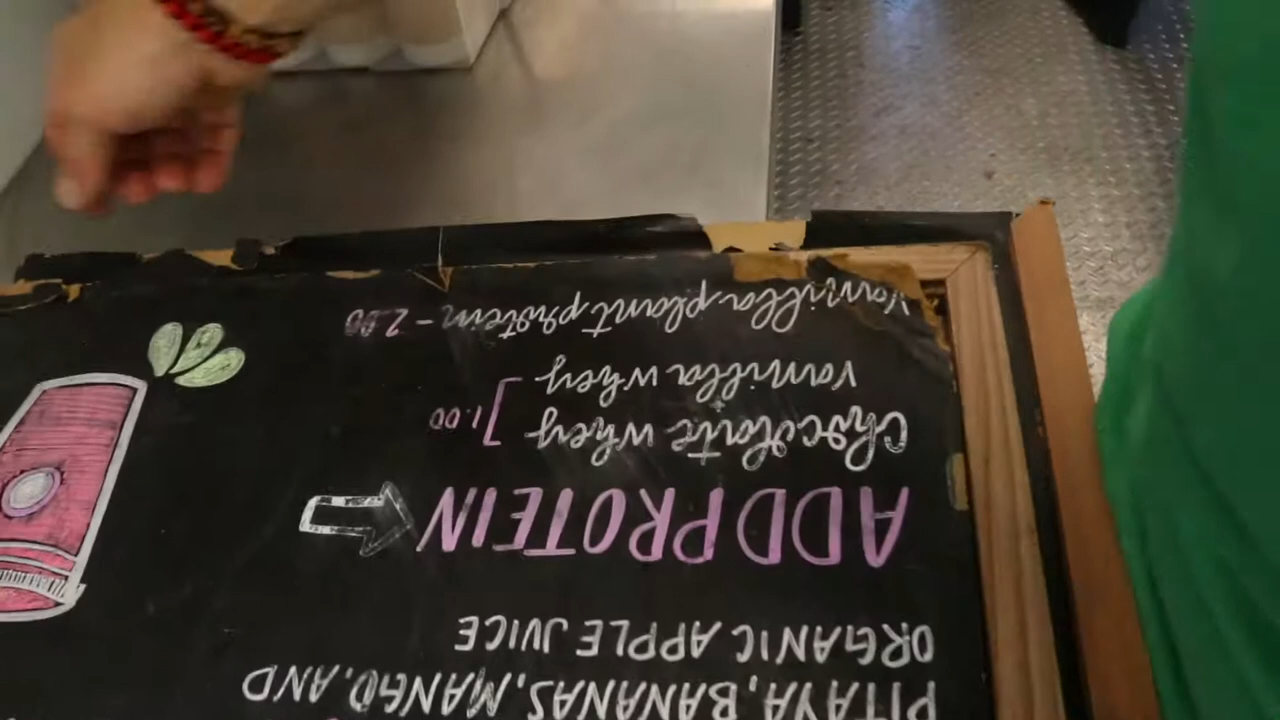 PITAYA, BANANAS, MANGO, AND
ORGANIC APPLE JUICE
ADD PROTEIN
Chocolate whey ] 1.00
+
vanilla whey
Vanilla plant protein - 2.00